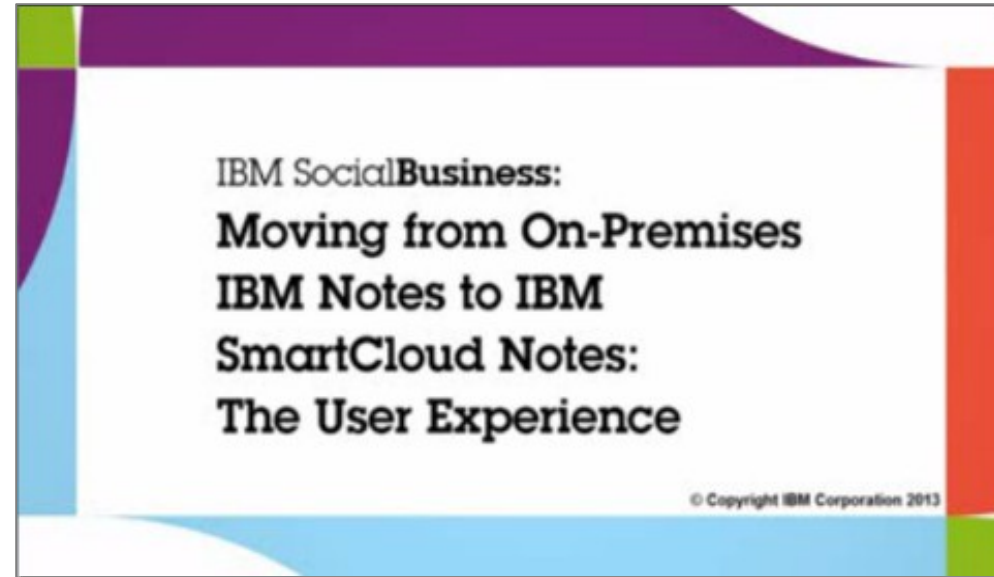 IBM SocialBusiness:
Moving from On-Premises
IBM Notes to IBM
SmartCloud Notes:
The User Experience
© Copyright IBM Corporation 2013